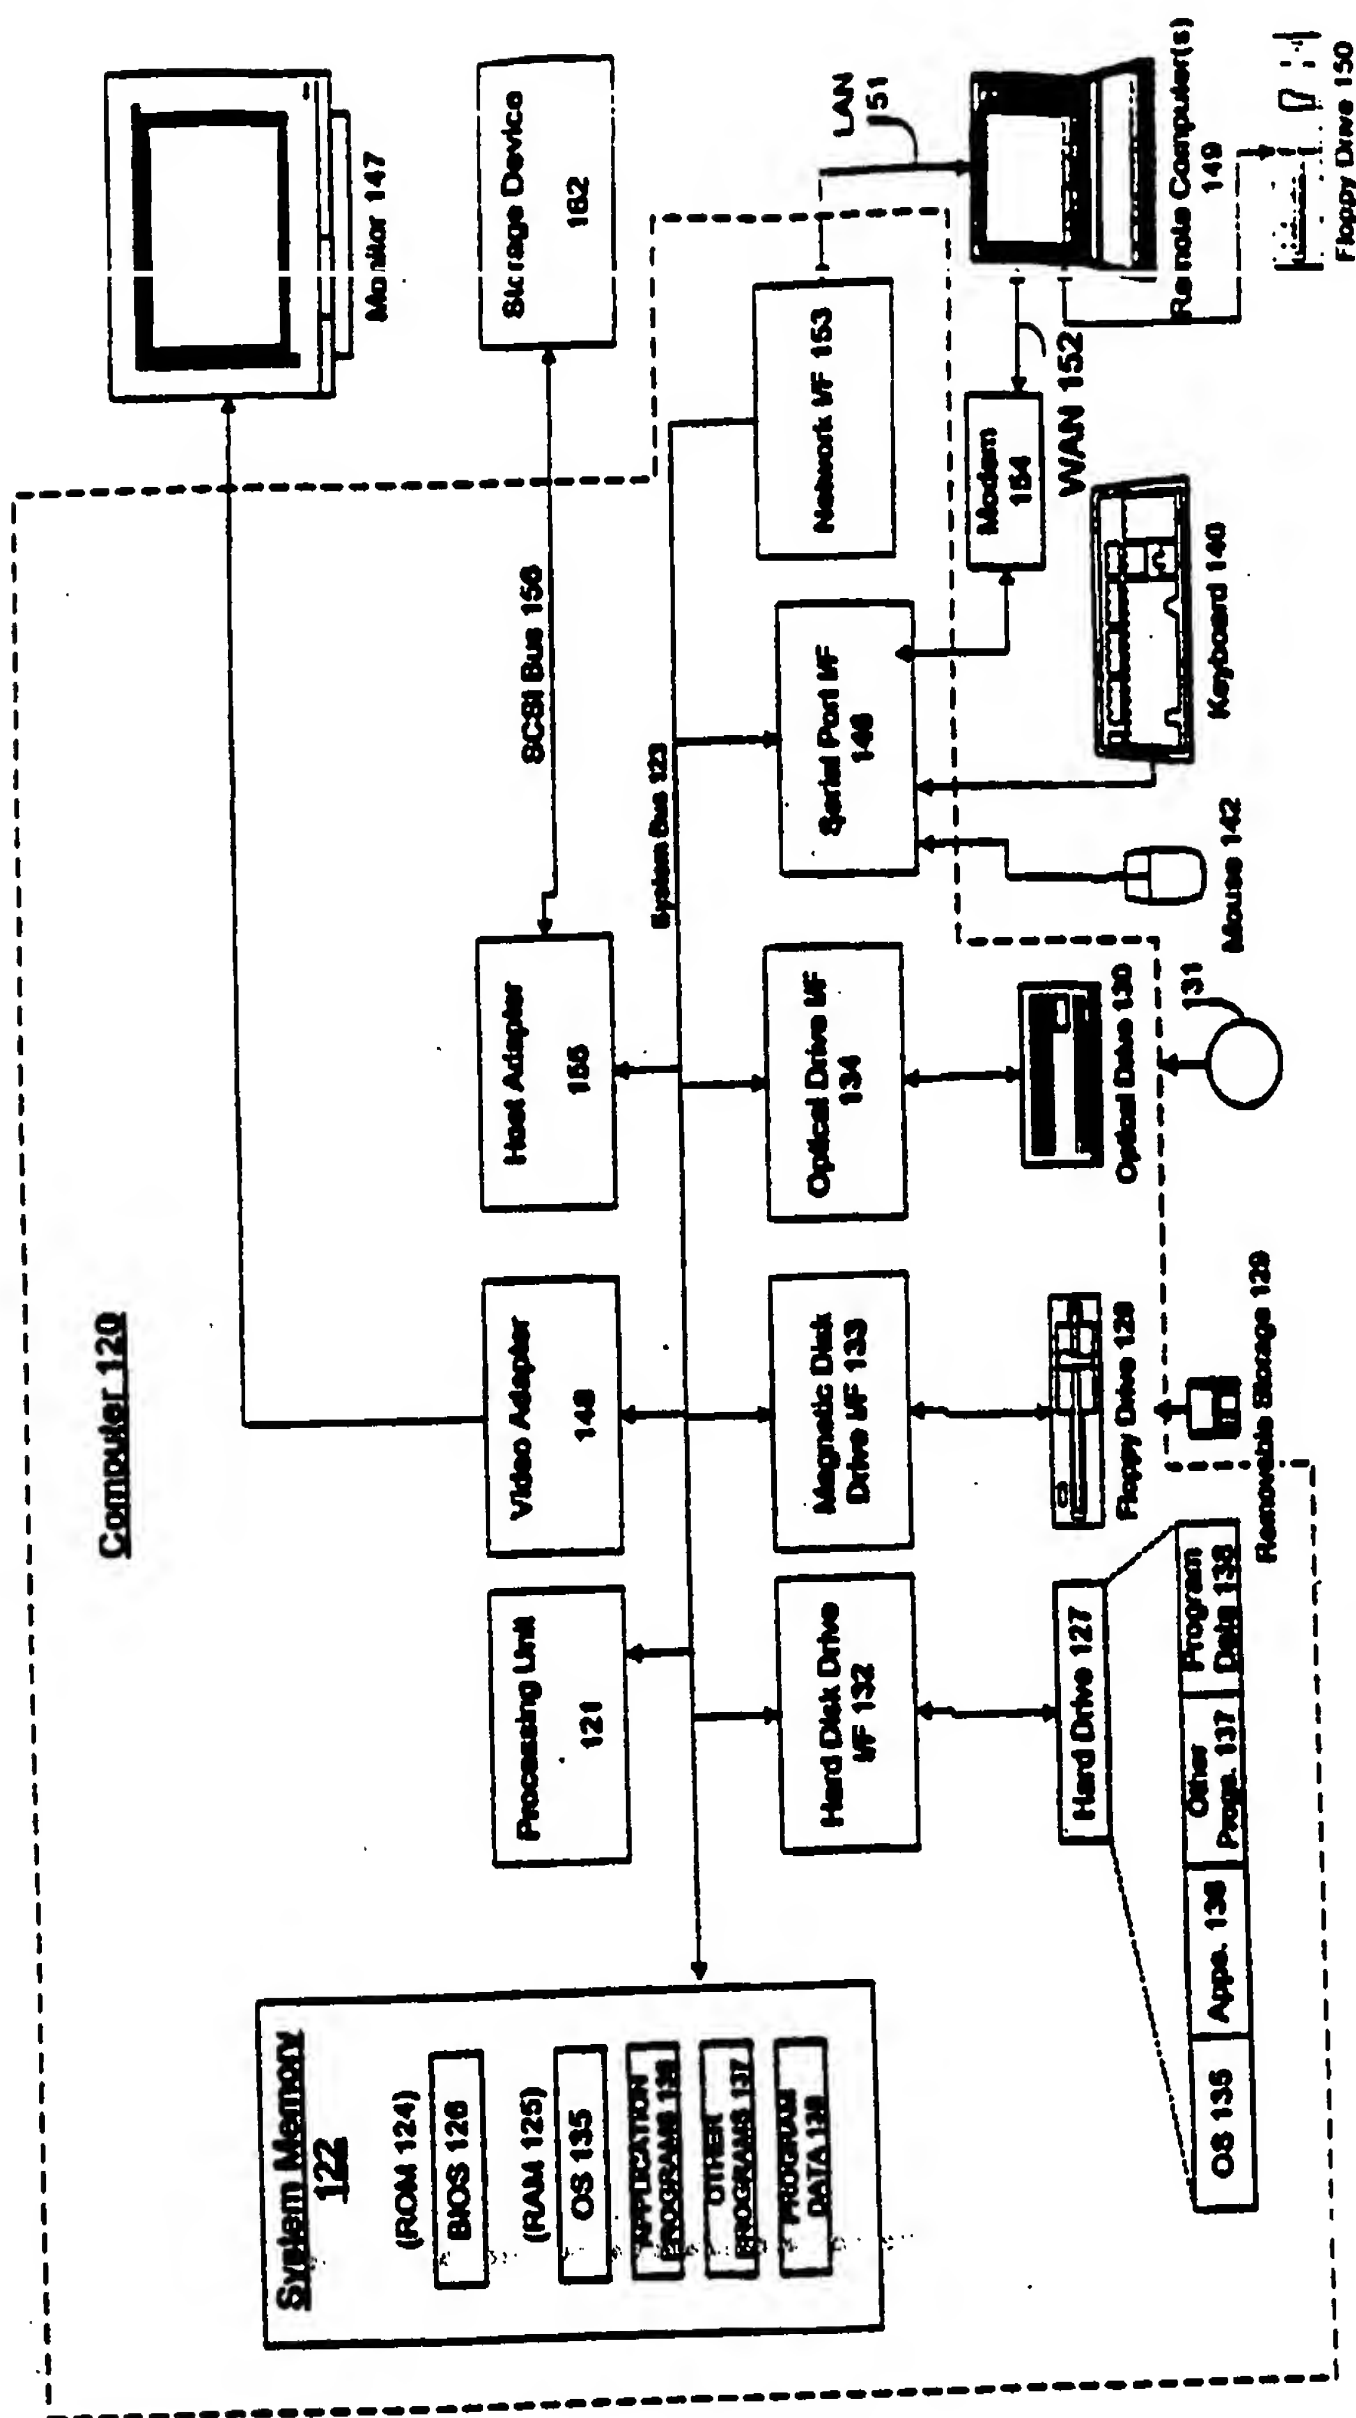 Computer 120
System Memory
122
(ROM 124)
BIOS 126
(RAM 125)
OS 135
APPLICATION
PROGRAMS 136
OTHER
PROGRAMS 137
PROGRAM
DATA 138
Processing Unit
121
Video Adapter
148
Host Adapter
155
SCSI Bus 156
Monitor 147
Storage Device
162
System Bus 123
Hard Disk Drive
I/F 132
Magnetic Disk
Drive I/F 133
Optical Drive I/F
134
Serial Port I/F
146
Network I/F 153
LAN
151
Hard Drive 127
Floppy Drive 128
Optical Drive 130
Modem
154
WAN 152
Remote Computer(s)
149
Floppy Drive 150
Keyboard 140
Mouse 142
131
Removable Storage 129
OS 135
Apps. 136
Other
Progs. 137
Program
Data 138